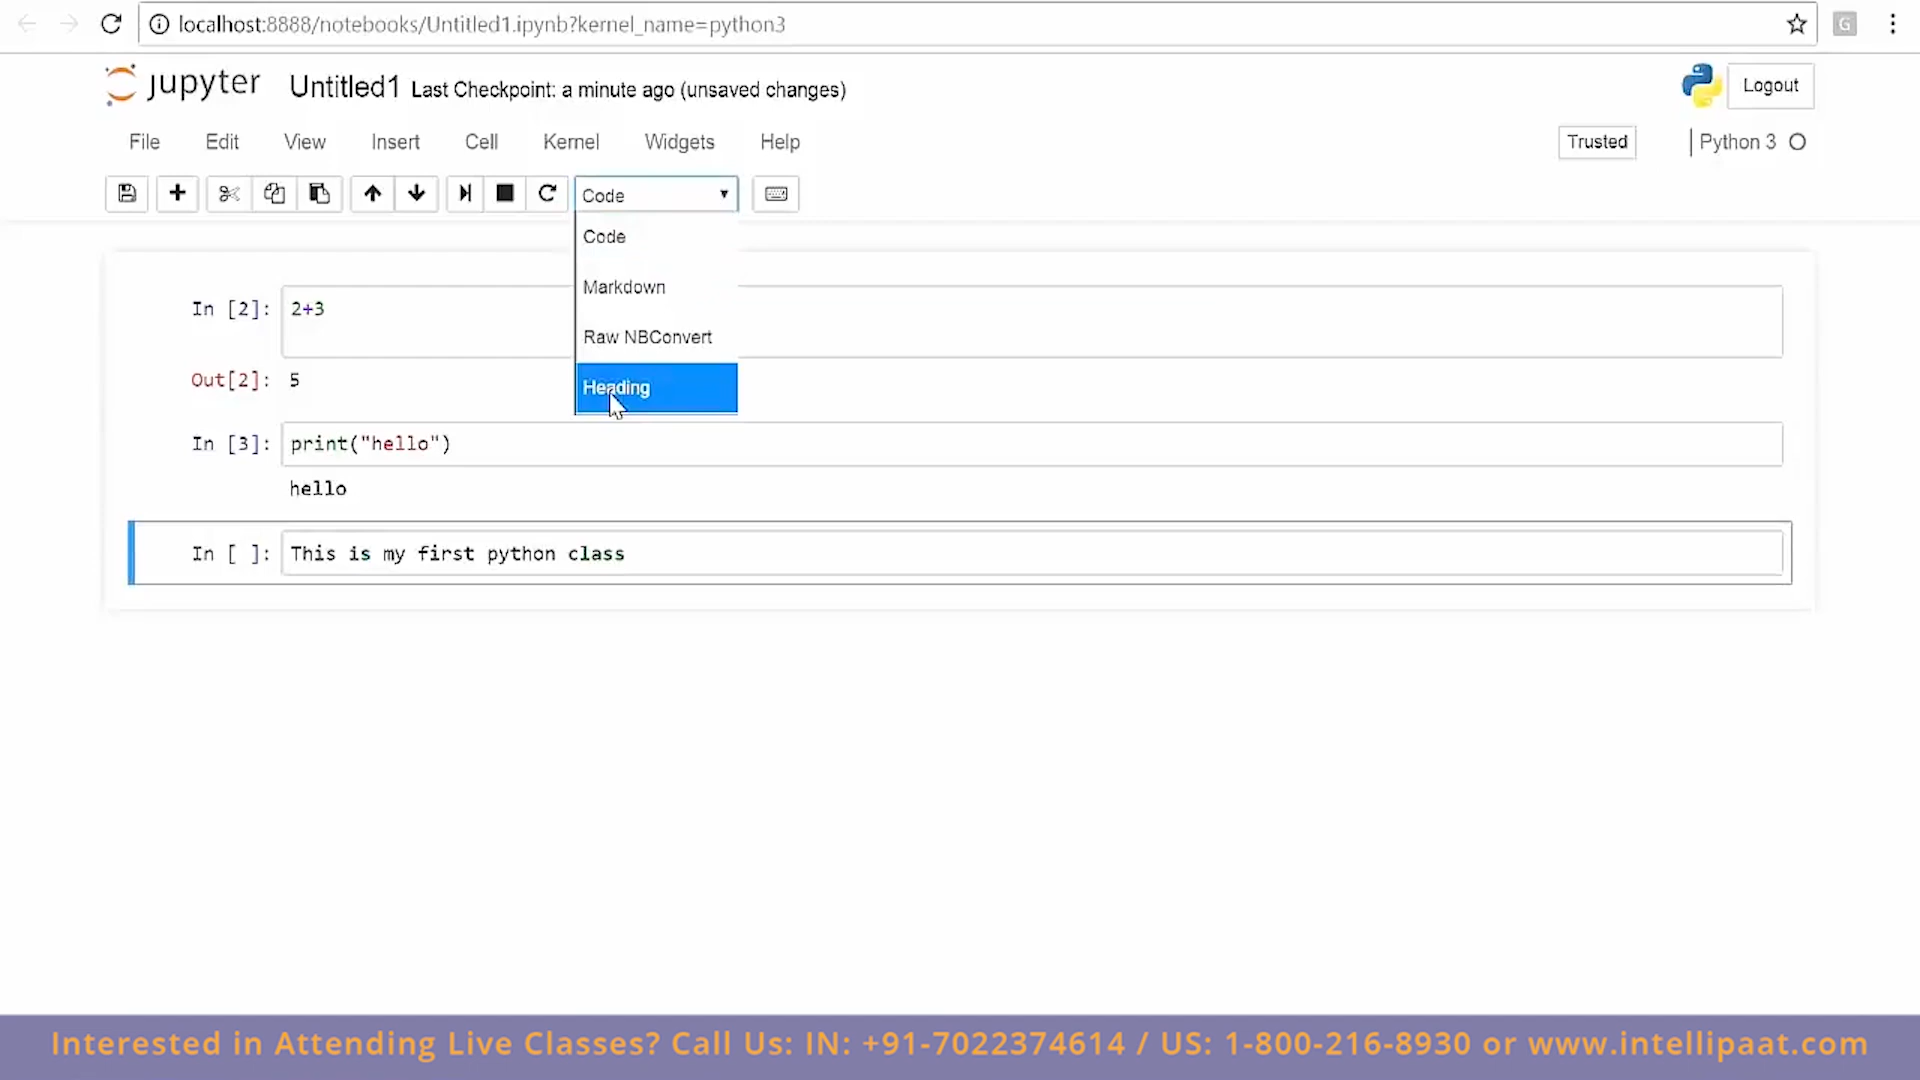 localhost:8888/notebooks/Untitled1.ipynb?kernel_name=python3
G
jupyter Untitled1 Last Checkpoint: a minute ago (unsaved changes)
Logout
File Edit View Insert Cell Kernel Widgets Help
Trusted
Python 3
Code
Code
Markdown
Raw NBConvert
Heading
In [2]: 2+3
Out[2]: 5
In [3]: print("hello")
hello
In [ ]: This is my first python class
Interested in Attending Live Classes? Call Us: IN: +91-7022374614 / US: 1-800-216-8930 or www.intellipaat.com